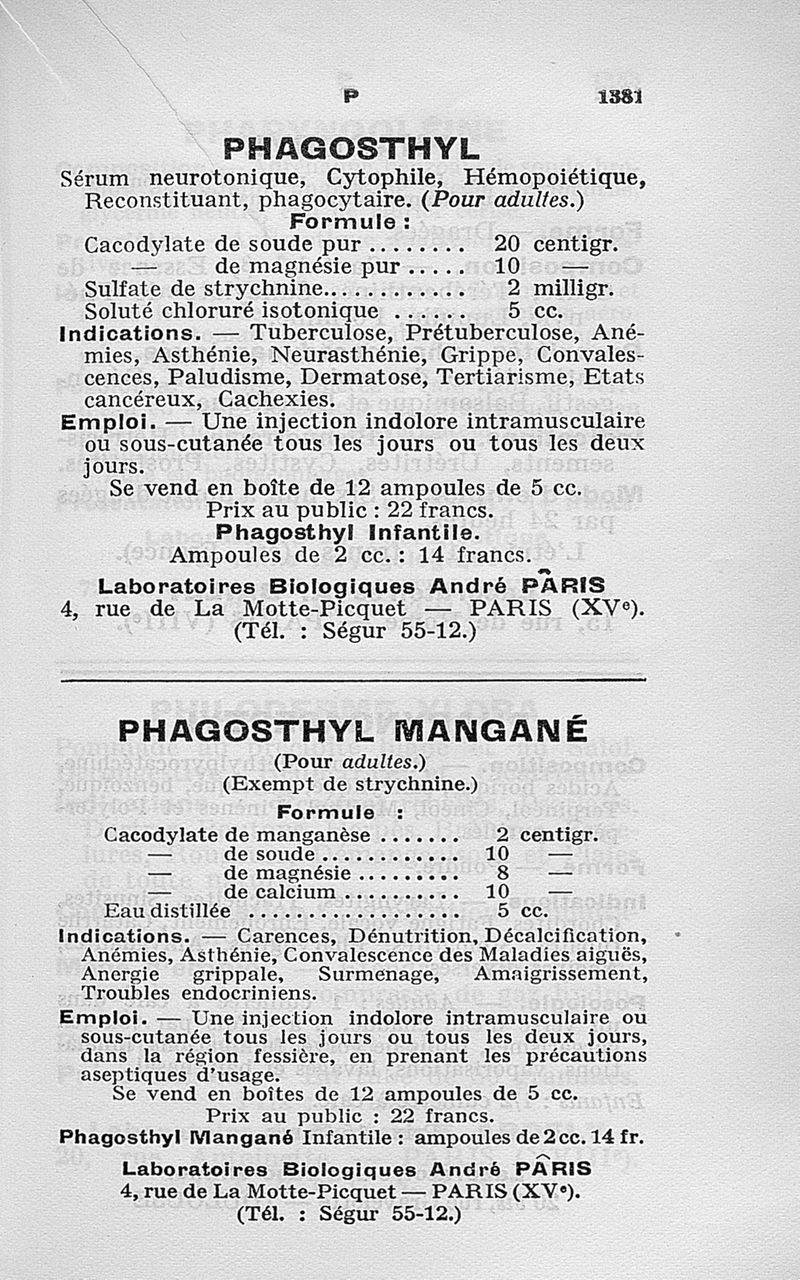 P 1381
PHAGOSTHYL
Sérum neurotonique, Cytophile, Hémopoiétique,
Reconstituant, phagocytaire. (Pour adultes.)
Formule :
Cacodylate de soude pur ........ 20 centigr.
— de magnésie pur ..... 10 —
Sulfate de strychnine............. 2 milligr.
Soluté chloruré isotonique ...... 5 cc.
Indications. — Tuberculose, Prétuberculose, Ané-
mies, Asthénie, Neurasthénie, Grippe, Convales-
cences, Paludisme, Dermatose, Tertiarisme, Etats
cancéreux, Cachexies.
Emploi. — Une injection indolore intramusculaire
ou sous-cutanée tous les jours ou tous les deux
jours.
Se vend en boîte de 12 ampoules de 5 cc.
Prix au public : 22 francs.
Phagosthyl Infantile.
Ampoules de 2 cc. : 14 francs.
Laboratoires Biologiques André PÂRIS
4, rue de La Motte-Picquet — PARIS (XVe).
(Tél. : Ségur 55-12.)
PHAGOSTHYL MANGANÉ
(Pour adultes.)
(Exempt de strychnine.)
Formule :
Cacodylate de manganèse ....... 2 centigr.
— de soude ............ 10 —
— de magnésie ......... 8 —
— de calcium .......... 10 —
Eau distillée .................. 5 cc.
Indications. — Carences, Dénutrition, Décalcification,
Anémies, Asthénie, Convalescence des Maladies aiguës,
Anergie grippale, Surmenage, Amaigrissement,
Troubles endocriniens.
Emploi. — Une injection indolore intramusculaire ou
sous-cutanée tous les jours ou tous les deux jours,
dans la région fessière, en prenant les précautions
aseptiques d'usage.
Se vend en boîtes de 12 ampoules de 5 cc.
Prix au public : 22 francs.
Phagosthyl Mangané Infantile : ampoules de 2 cc. 14 fr.
Laboratoires Biologiques André PÂRIS
4, rue de La Motte-Picquet — PARIS (XVe).
(Tél. : Ségur 55-12.)